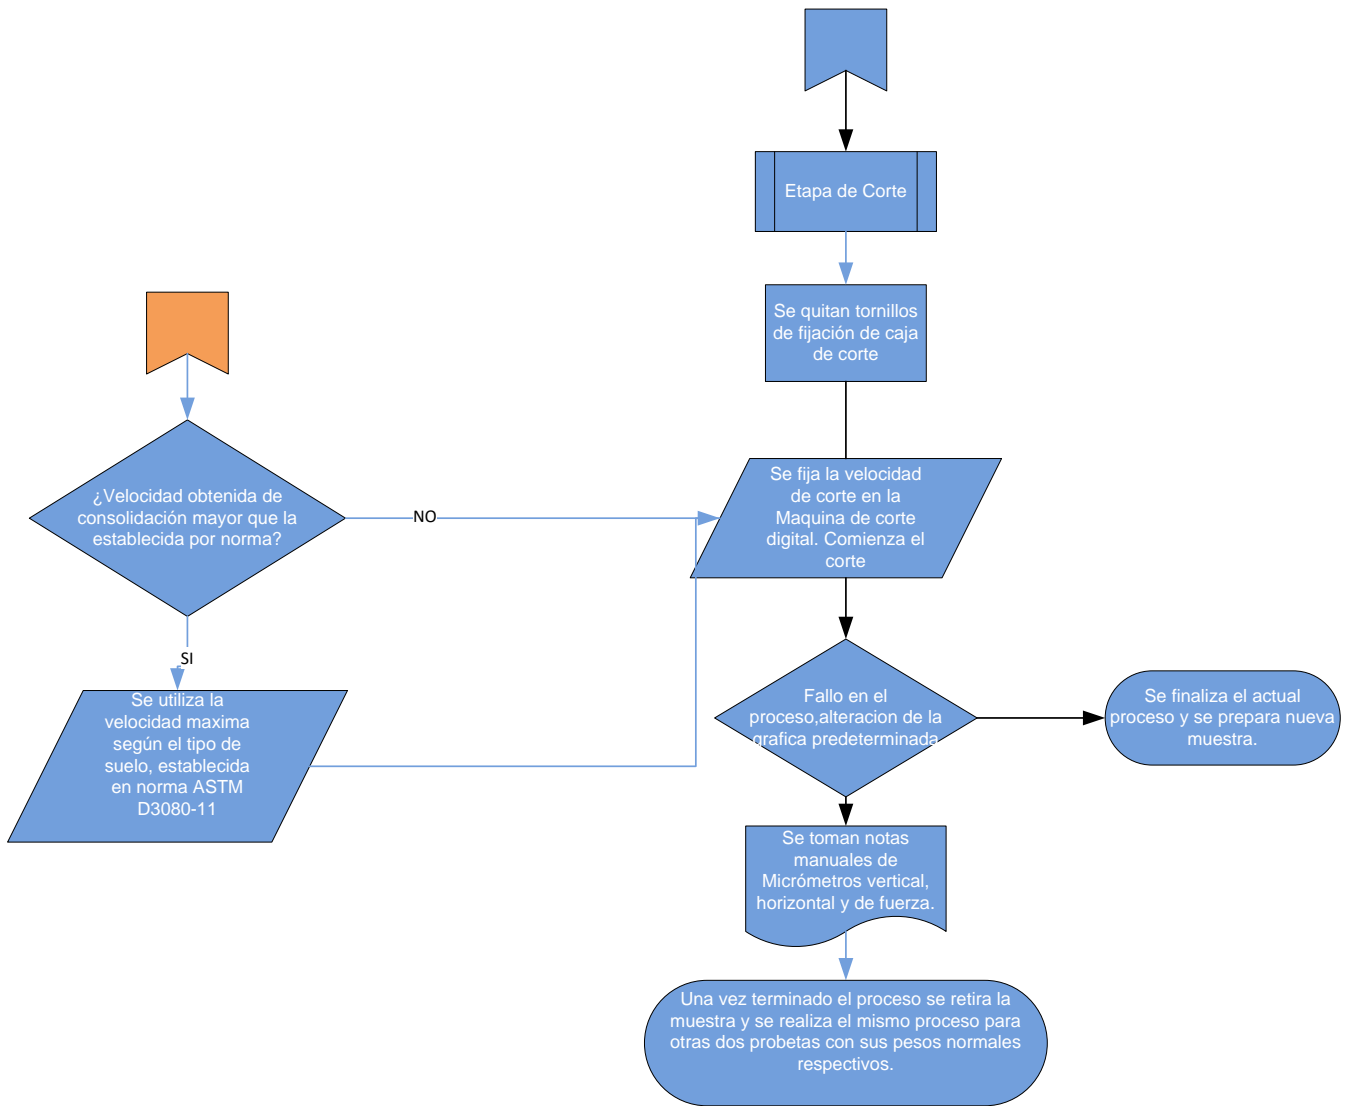 Etapa de Corte
Se quitan tornillos
de fijación de caja
de corte
¿Velocidad obtenida de
consolidación mayor que la
establecida por norma?
NO
Se fija la velocidad
de corte en la
Maquina de corte
digital. Comienza el
corte
SI
Se utiliza la
velocidad maxima
según el tipo de
suelo, establecida
en norma ASTM
D3080-11
Fallo en el
proceso,alteracion de la
grafica predeterminada
Se finaliza el actual
proceso y se prepara nueva
muestra.
Se toman notas
manuales de
Micrómetros vertical,
horizontal y de fuerza.
Una vez terminado el proceso se retira la
muestra y se realiza el mismo proceso para
otras dos probetas con sus pesos normales
respectivos.